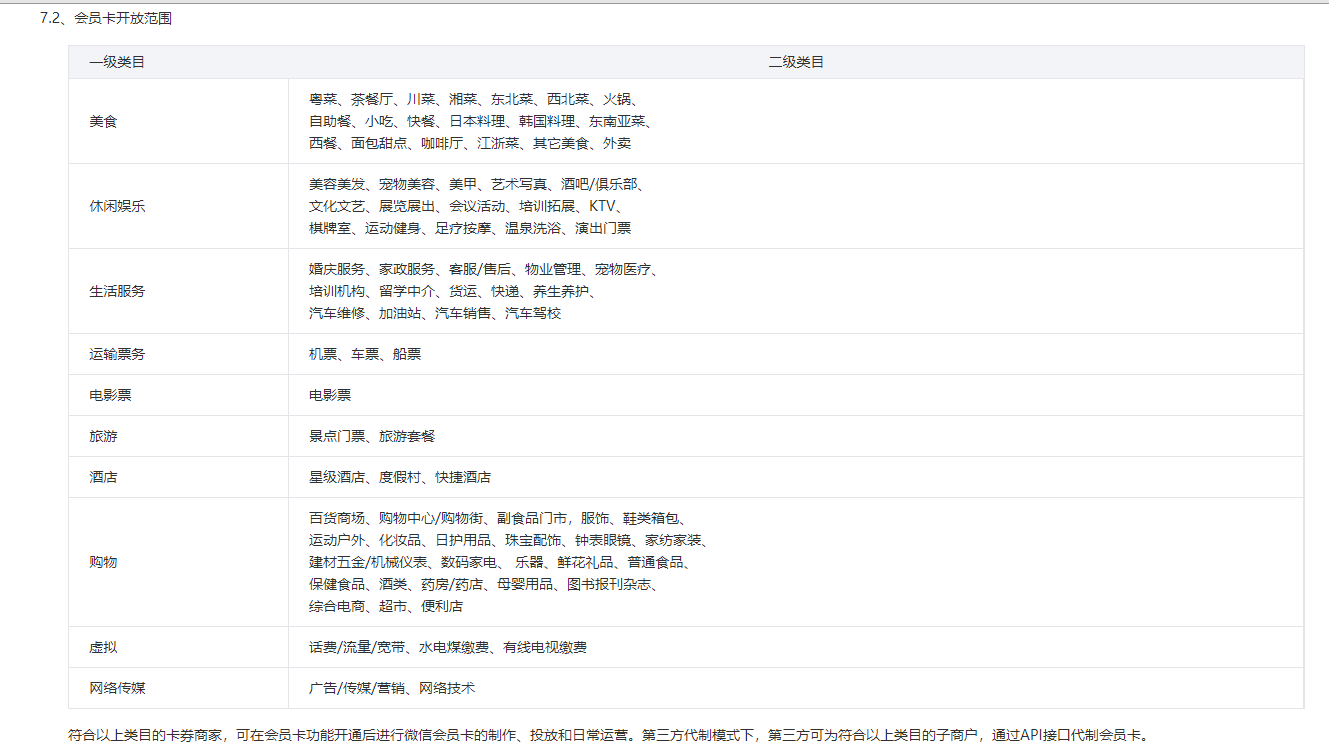 7.2、会员卡开放范围
一级类目
二级类目
美食
粤菜、茶餐厅、川菜、湘菜、东北菜、西北菜、火锅、
自助餐、小吃、快餐、日本料理、韩国料理、东南亚菜、
西餐、面包甜点、咖啡厅、江浙菜、其它美食、外卖
休闲娱乐
美容美发、宠物美容、美甲、艺术写真、酒吧/俱乐部、
文化文艺、展览展出、会议活动、培训拓展、KTV、
棋牌室、运动健身、足疗按摩、温泉洗浴、演出门票
生活服务
婚庆服务、家政服务、客服/售后、物业管理、宠物医疗、
培训机构、留学中介、货运、快递、养生养护、
汽车维修、加油站、汽车销售、汽车驾校
运输票务
机票、车票、船票
电影票
电影票
旅游
景点门票、旅游套餐
酒店
星级酒店、度假村、快捷酒店
购物
百货商场、购物中心/购物街、副食品门市，服饰、鞋类箱包、
运动户外、化妆品、日护用品、珠宝配饰、钟表眼镜、家纺家装、
建材五金/机械仪表、数码家电、 乐器、鲜花礼品、普通食品、
保健食品、酒类、药房/药店、母婴用品、图书报刊杂志、
综合电商、超市、便利店
虚拟
话费/流量/宽带、水电煤缴费、有线电视缴费
网络传媒
广告/传媒/营销、网络技术
符合以上类目的卡券商家，可在会员卡功能开通后进行微信会员卡的制作、投放和日常运营。第三方代制模式下，第三方可为符合以上类目的子商户，通过API接口代制会员卡。